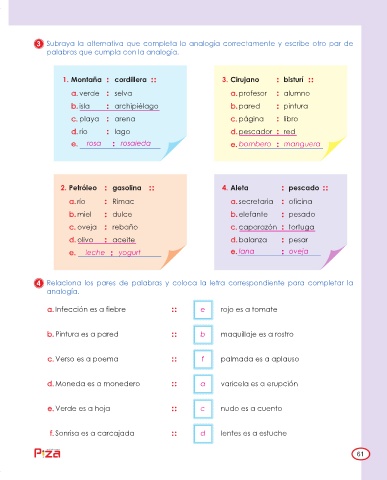 3 Subraya la alternativa que completa la analogía correctamente y escribe otro par de
palabras que cumpla con la analogía.
1. Montaña : cordillera ::
a. verde : selva
b. isla : archipiélago
c. playa : arena
d. río : lago
e. rosa : rosaleda
3. Cirujano : bisturí ::
a. profesor : alumno
b. pared : pintura
c. página : libro
d. pescador : red
e. bombero : manguera
2. Petróleo : gasolina ::
a. río : Rímac
b. miel : dulce
c. oveja : rebaño
d. olivo : aceite
e. leche : yogurt
4. Aleta : pescado ::
a. secretaria : oficina
b. elefante : pesado
c. caparazón : tortuga
d. balanza : pesar
e. lana : oveja
4 Relaciona los pares de palabras y coloca la letra correspondiente para completar la
analogía.
a. Infección es a fiebre :: e rojo es a tomate
b. Pintura es a pared :: b maquillaje es a rostro
c. Verso es a poema :: f palmada es a aplauso
d. Moneda es a monedero :: a varicela es a erupción
e. Verde es a hoja :: c nudo es a cuento
f. Sonrisa es a carcajada :: d lentes es a estuche
P:za
61